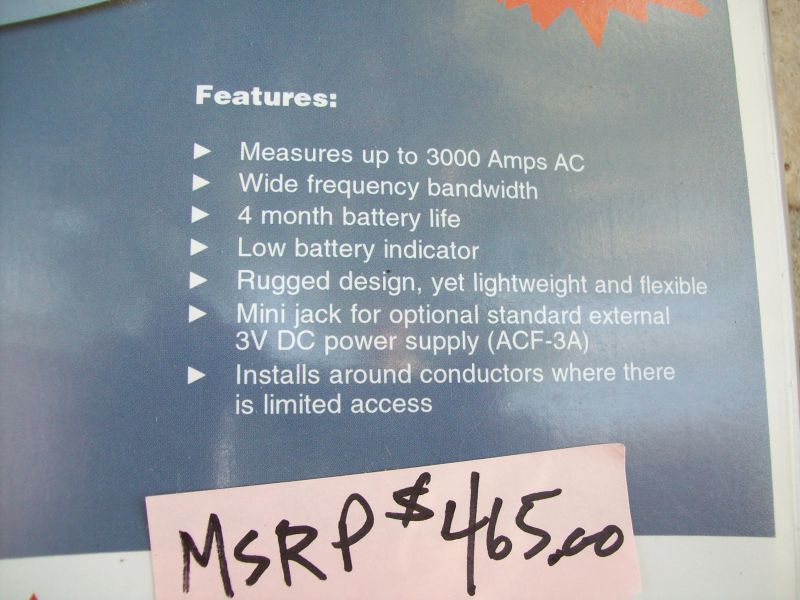 Features:
► Measures up to 3000 Amps AC
► Wide frequency bandwidth
► 4 month battery life
► Low battery indicator
► Rugged design, yet lightweight and flexible
► Mini jack for optional standard external
3V DC power supply (ACF-3A)
► Installs around conductors where there
is limited access
MSRP $465.00